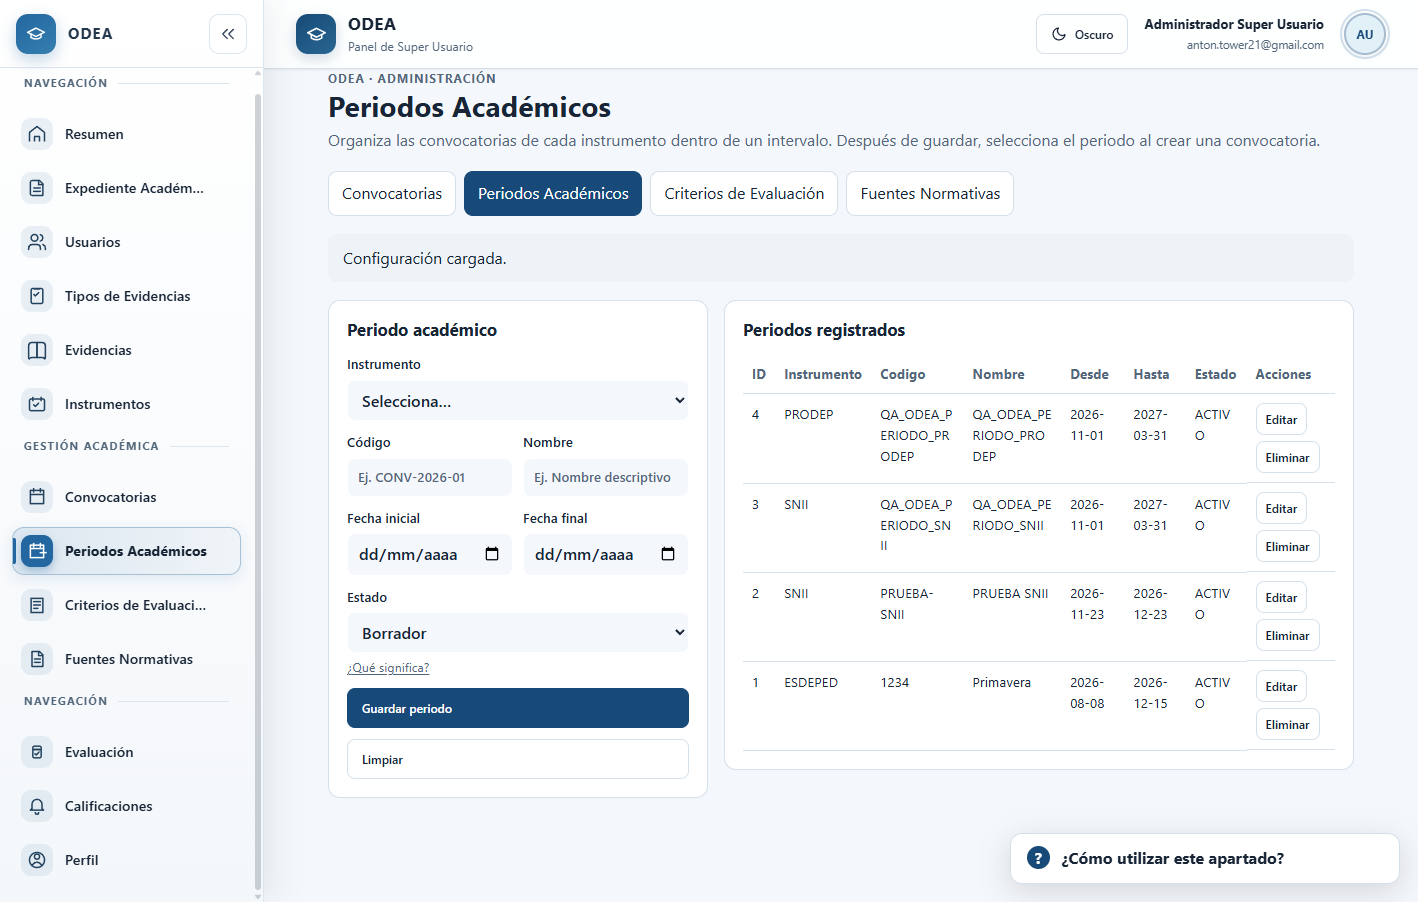 ODEA
NAVEGACIÓN
Resumen
Expediente Académ...
Usuarios
Tipos de Evidencias
Evidencias
Instrumentos
GESTIÓN ACADÉMICA
Convocatorias
Periodos Académicos
Criterios de Evaluaci...
Fuentes Normativas
NAVEGACIÓN
Evaluación
Calificaciones
Perfil
ODEA
Panel de Super Usuario
Oscuro
Administrador Super Usuario
anton.tower21@gmail.com
AU
ODEA · ADMINISTRACIÓN
Periodos Académicos
Organiza las convocatorias de cada instrumento dentro de un intervalo. Después de guardar, selecciona el periodo al crear una convocatoria.
Convocatorias
Periodos Académicos
Criterios de Evaluación
Fuentes Normativas
Configuración cargada.
Periodo académico
Instrumento
Selecciona...
Código
Nombre
Ej. CONV-2026-01
Ej. Nombre descriptivo
Fecha inicial
Fecha final
dd/mm/aaaa
dd/mm/aaaa
Estado
Borrador
¿Qué significa?
Guardar periodo
Limpiar
Periodos registrados
ID Instrumento Codigo Nombre Desde Hasta Estado Acciones
4 PRODEP QA_ODEA_P QA_ODEA_PE 2026- 2027- ACTIV Editar
ERIODO_PR RIODO_PRO 11-01 03-31 O
ODEP DEP Eliminar
3 SNII QA_ODEA_P QA_ODEA_PE 2026- 2027- ACTIV Editar
ERIODO_SN RIODO_SNII 11-01 03-31 O
II Eliminar
2 SNII PRUEBA- PRUEBA SNII 2026- 2026- ACTIV Editar
SNII 11-23 12-23 O
Eliminar
1 ESDEPED 1234 Primavera 2026- 2026- ACTIV Editar
08-08 12-15 O
Eliminar
? ¿Cómo utilizar este apartado?